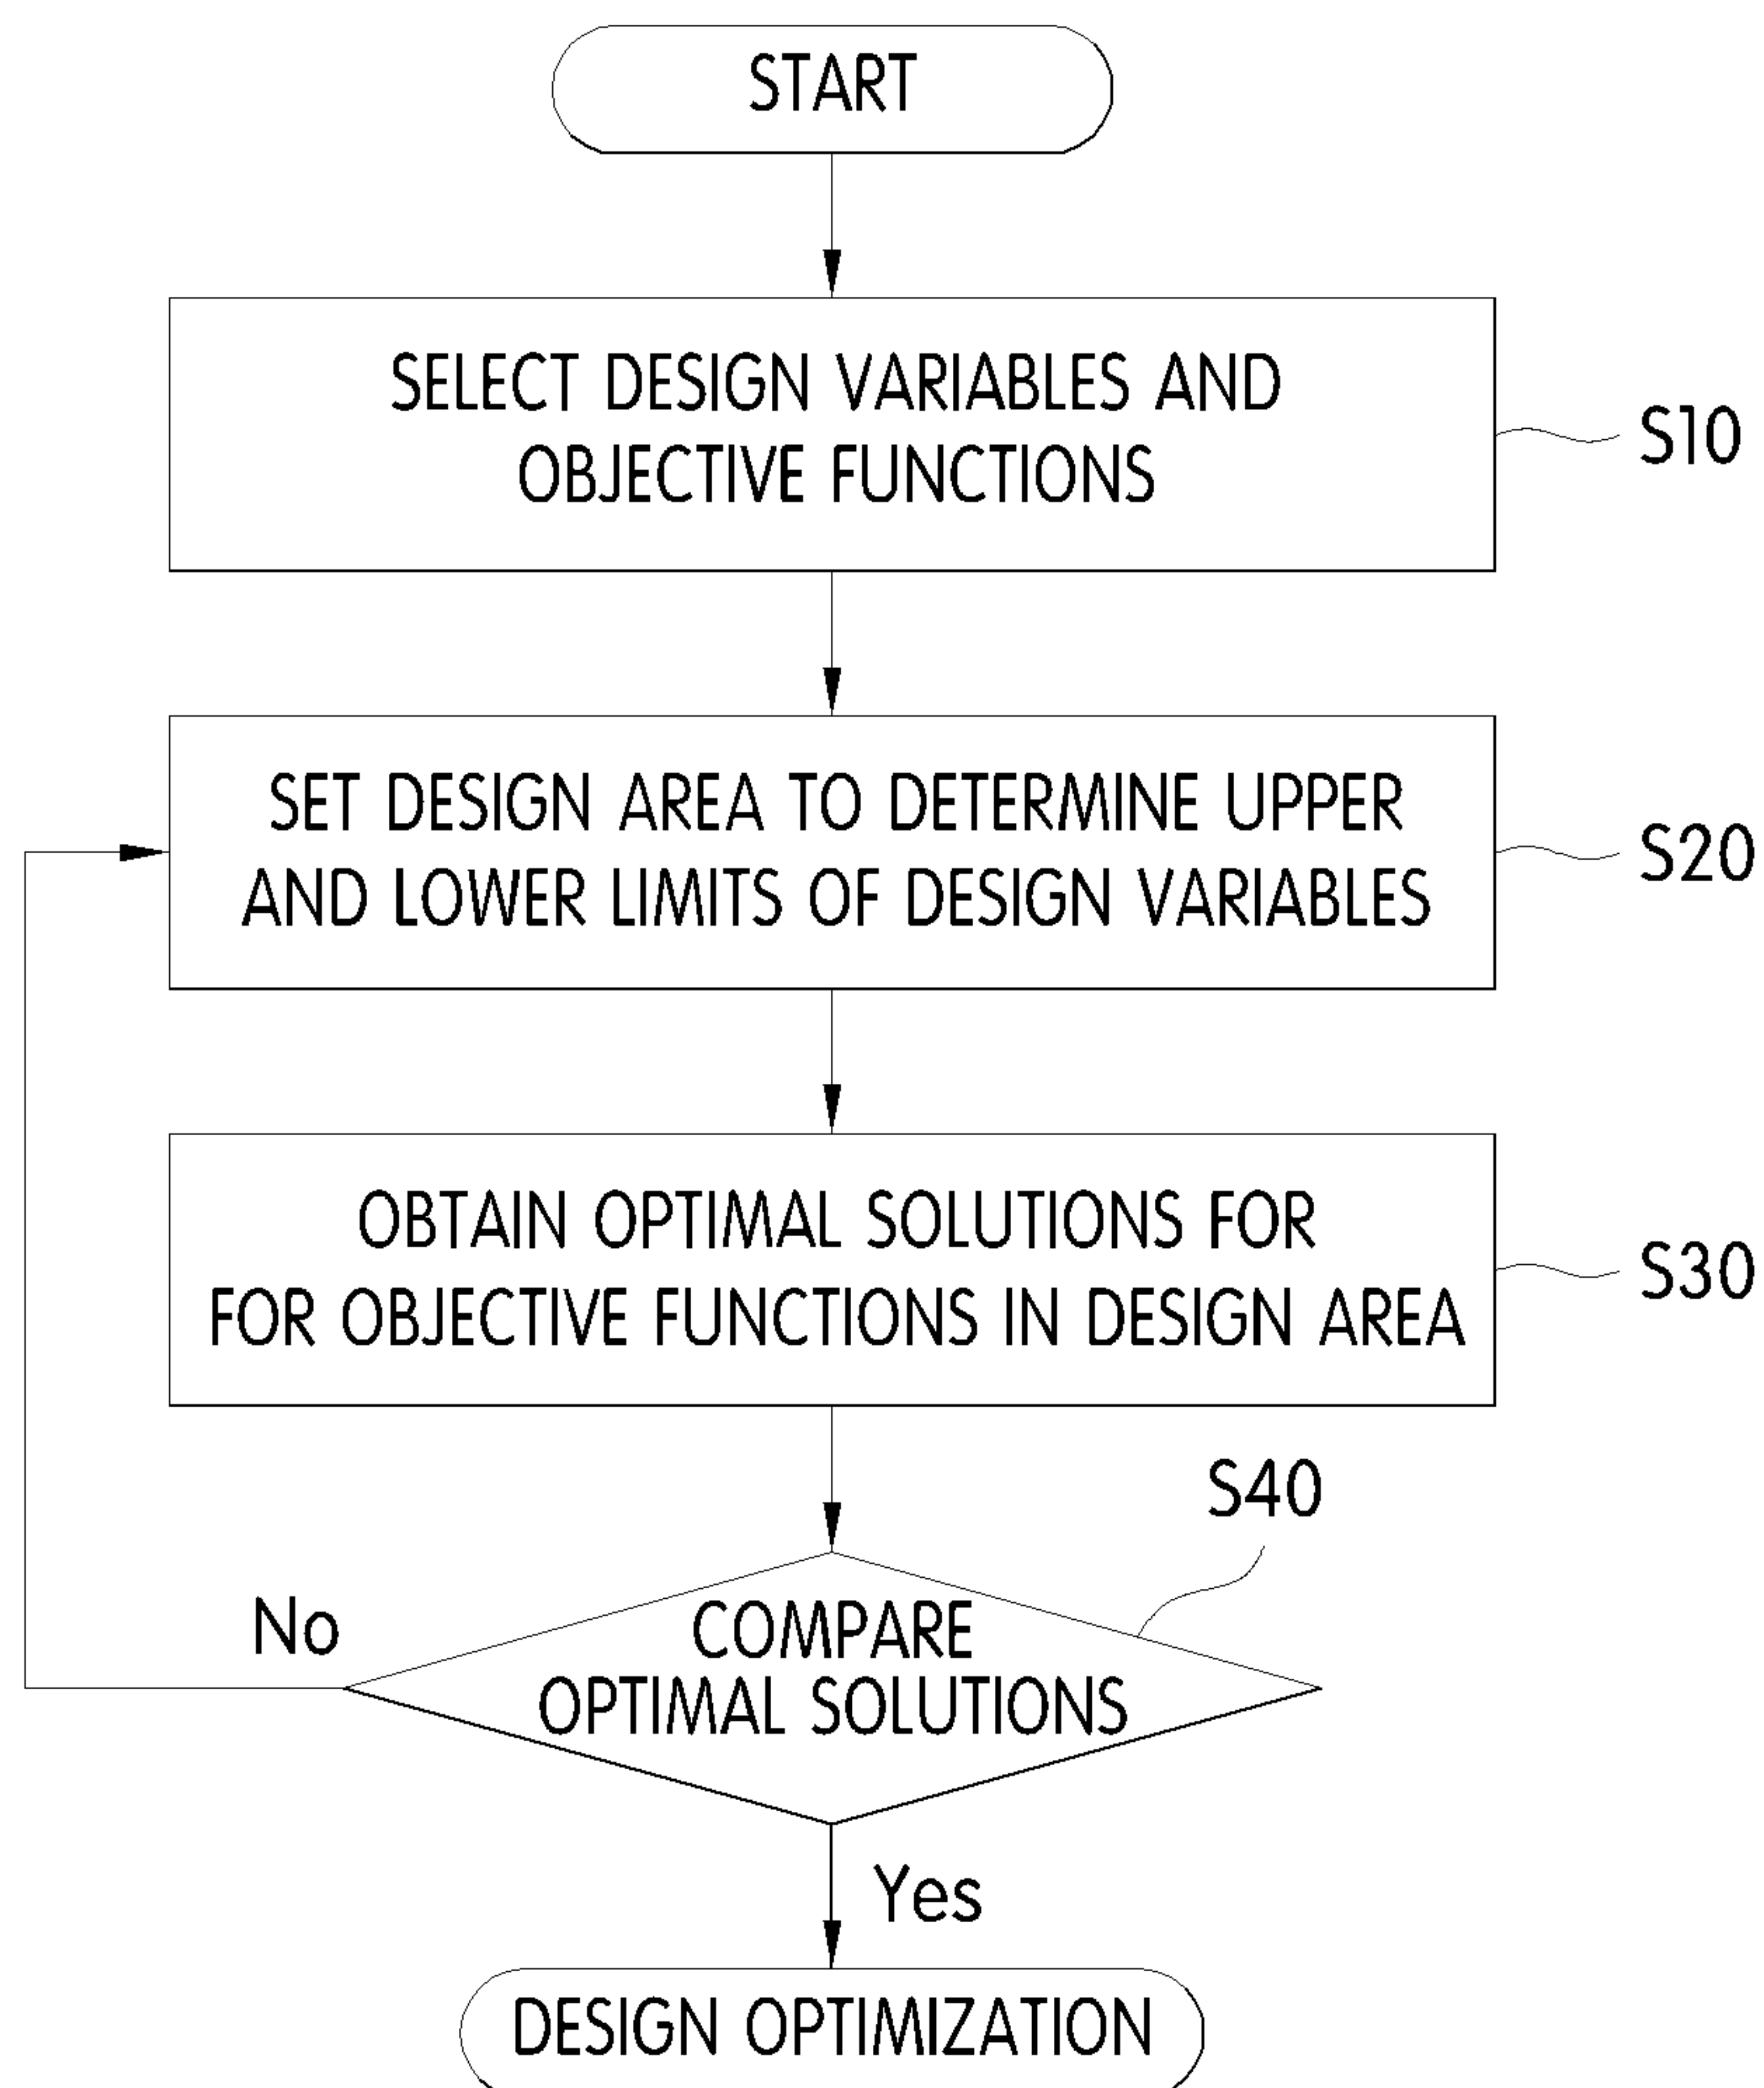 START
SELECT DESIGN VARIABLES AND
OBJECTIVE FUNCTIONS
S10
SET DESIGN AREA TO DETERMINE UPPER
AND LOWER LIMITS OF DESIGN VARIABLES
S20
OBTAIN OPTIMAL SOLUTIONS FOR
FOR OBJECTIVE FUNCTIONS IN DESIGN AREA
S30
S40
No
COMPARE
OPTIMAL SOLUTIONS
Yes
DESIGN OPTIMIZATION